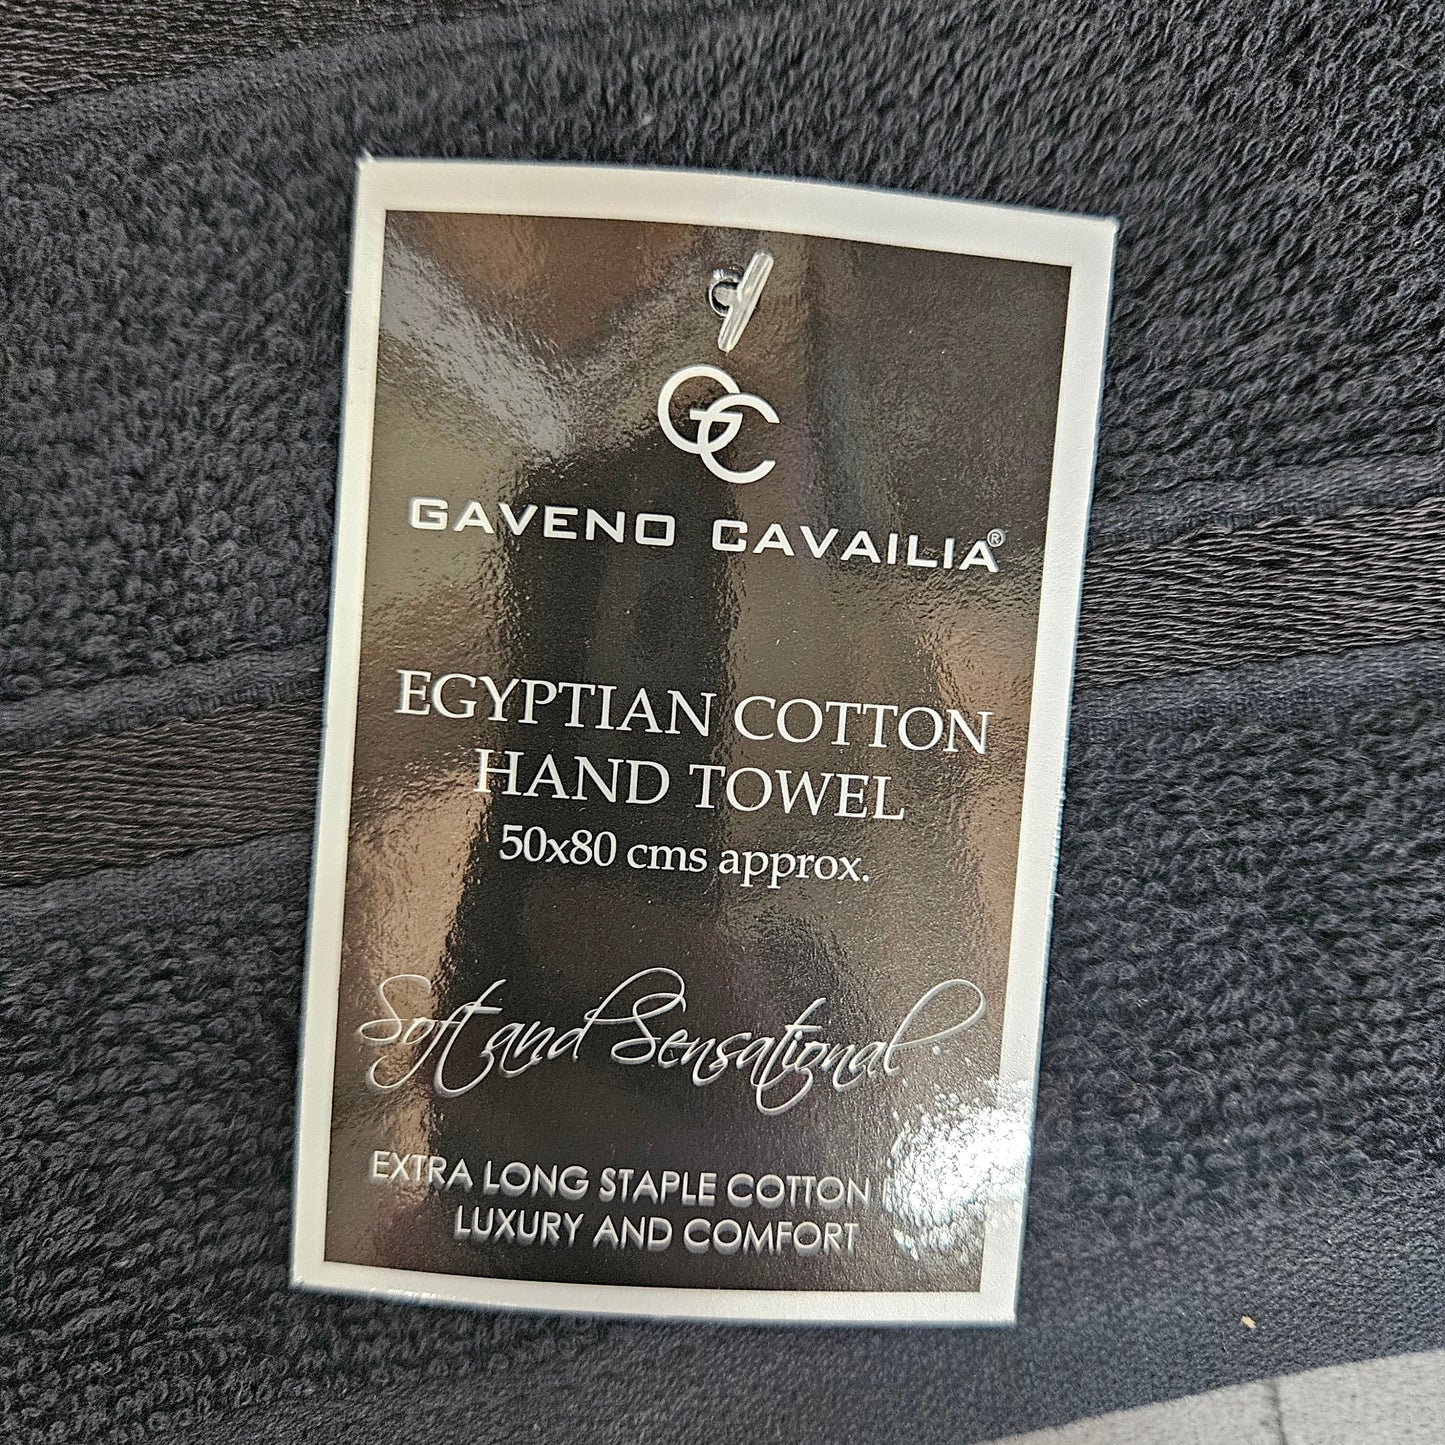 GC
GAVENO CAVAILIA®
EGYPTIAN COTTON
HAND TOWEL
50x80 cms approx.
Soft and Sensational
EXTRA LONG STAPLE COTTON
LUXURY AND COMFORT